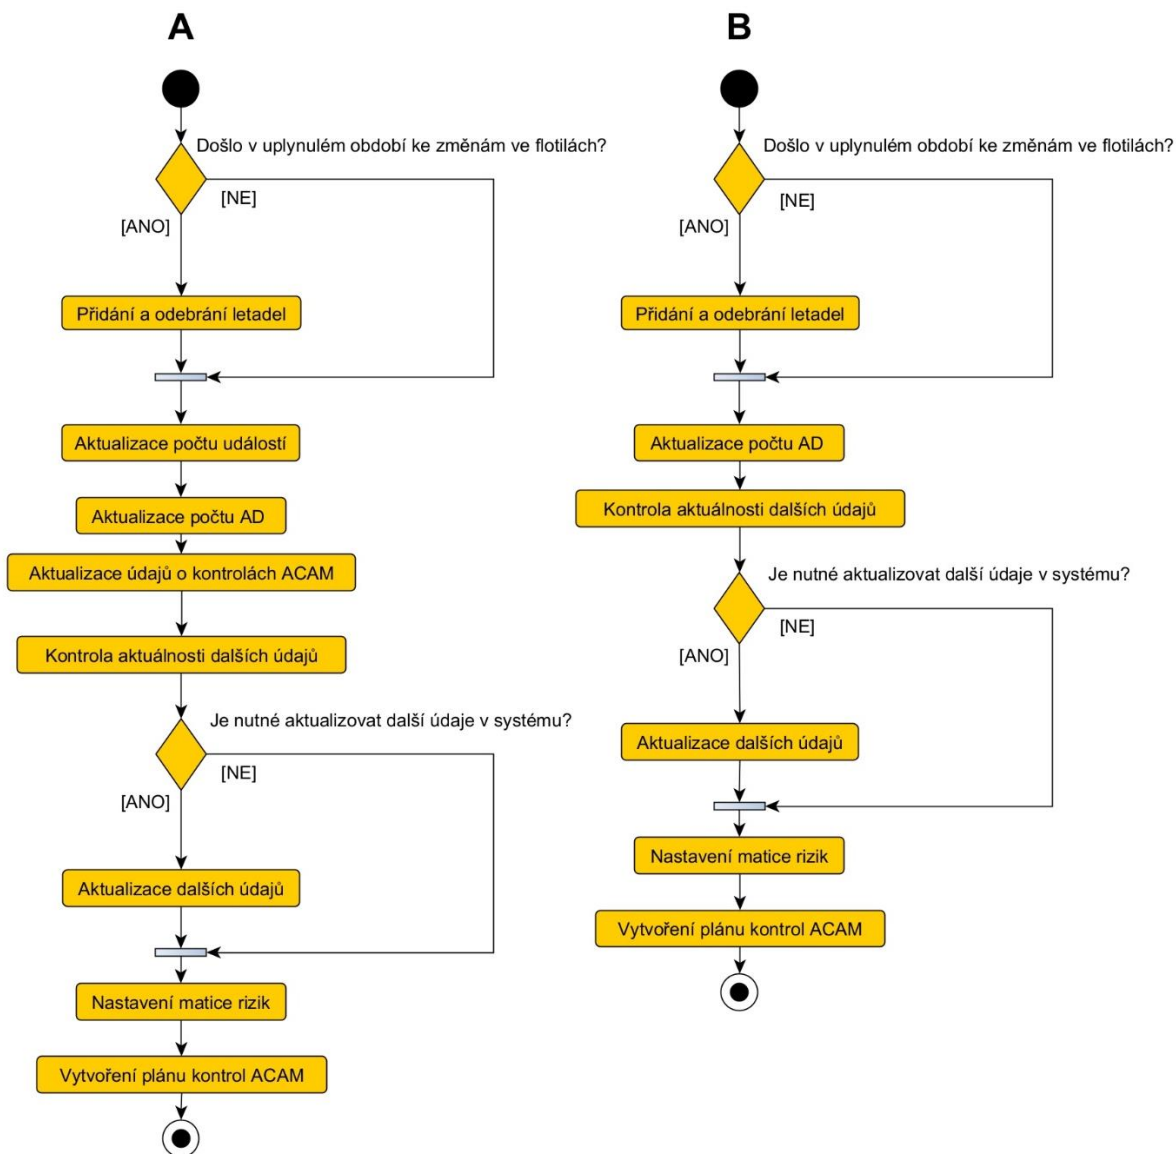 A
Došlo v uplynulém období ke změnám ve flotilách?
[NE]
[ANO]
Přidání a odebrání letadel
Aktualizace počtu událostí
Aktualizace počtu AD
Aktualizace údajů o kontrolách ACAM
Kontrola aktuálnosti dalších údajů
Je nutné aktualizovat další údaje v systému?
[NE]
[ANO]
Aktualizace dalších údajů
Nastavení matice rizik
Vytvoření plánu kontrol ACAM
B
Došlo v uplynulém období ke změnám ve flotilách?
[NE]
[ANO]
Přidání a odebrání letadel
Aktualizace počtu AD
Kontrola aktuálnosti dalších údajů
Je nutné aktualizovat další údaje v systému?
[NE]
[ANO]
Aktualizace dalších údajů
Nastavení matice rizik
Vytvoření plánu kontrol ACAM